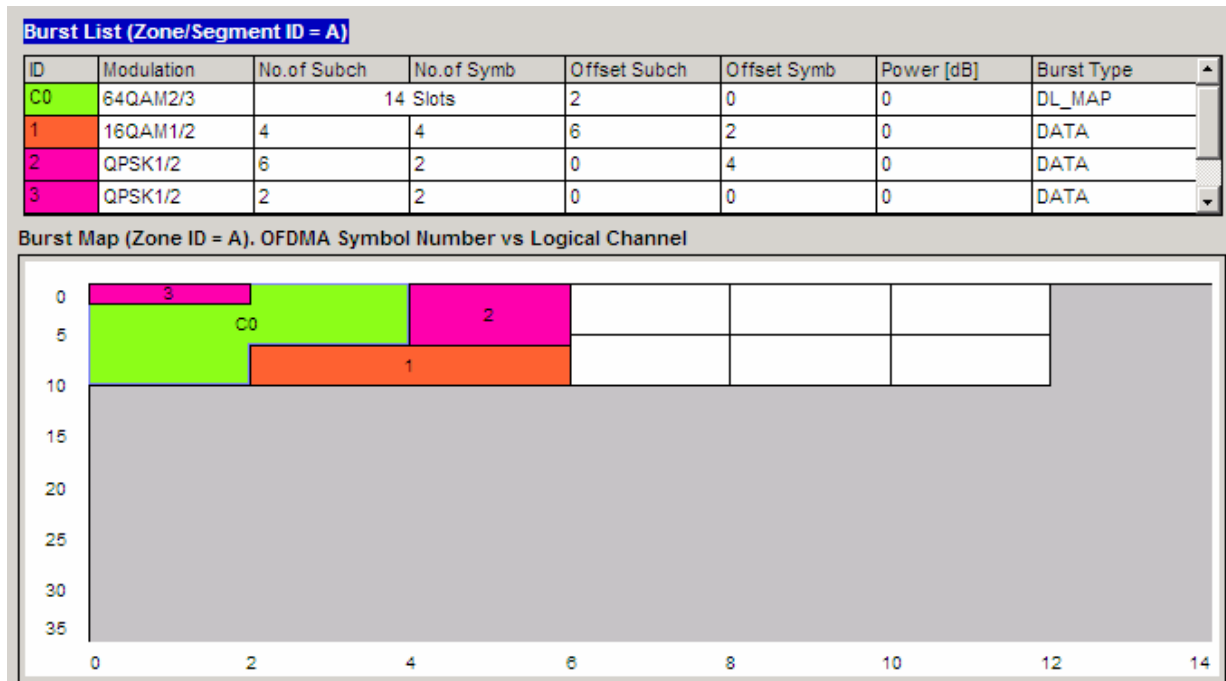 Burst List (Zone/Segment ID = A)
ID Modulation No.of Subch No.of Symb Offset Subch Offset Symb Power [dB] Burst Type
C0 64QAM2/3 14 Slots 2 0 0 DL_MAP
1 16QAM1/2 4 4 6 2 0 DATA
2 QPSK1/2 6 2 0 4 0 DATA
3 QPSK1/2 2 2 0 0 0 DATA
Burst Map (Zone ID = A). OFDMA Symbol Number vs Logical Channel
0 3
C0 2
5
1
10
15
20
25
30
35
0 2 4 6 8 10 12 14